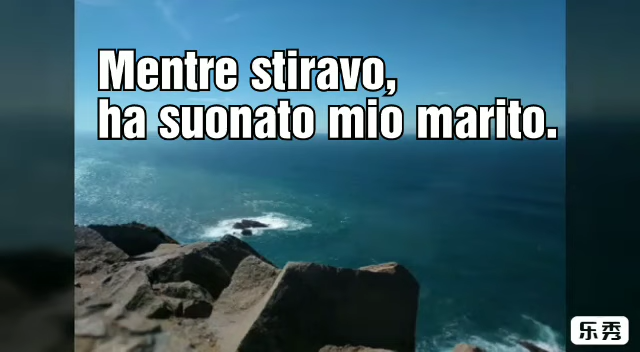 Mentre stiravo,
ha suonato mio marito.
乐秀